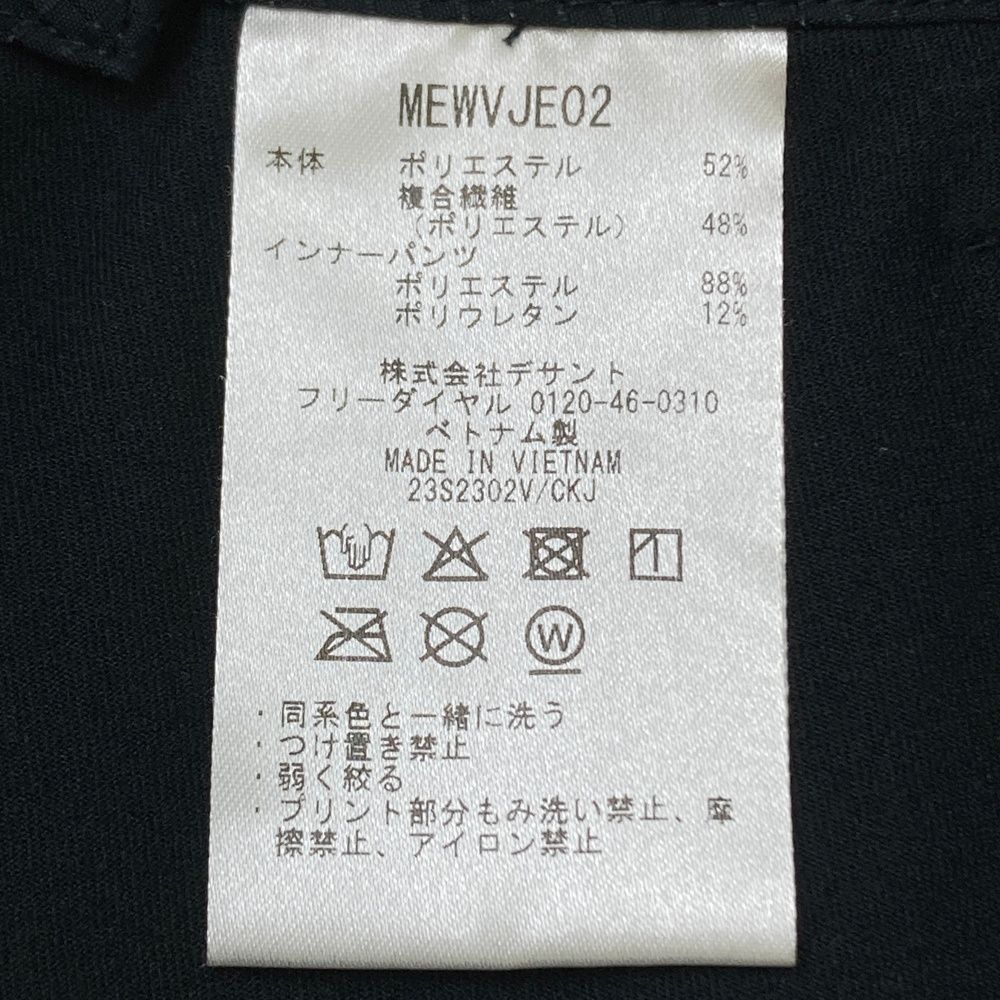 MEWVJE02
本体 ポリエステル 52%
複合繊維
(ポリエステル) 48%
インナーパンツ
ポリエステル 88%
ポリウレタン 12%
株式会社デサント
フリーダイヤル 0120-46-0310
ベトナム製
MADE IN VIETNAM
23S2302V/CKJ
W
・同系色と一緒に洗う
・つけ置き禁止
・弱く絞る
・プリント部分もみ洗い禁止、摩
擦禁止、アイロン禁止